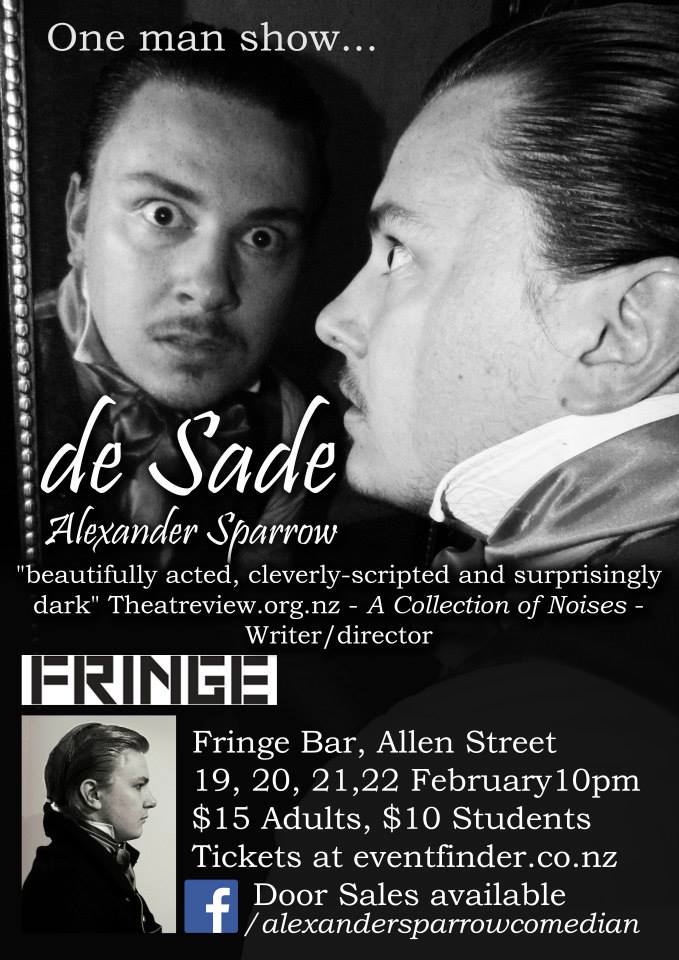 One man show...
de Sade
Alexander Sparrow
"beautifully acted, cleverly-scripted and surprisingly
dark" Theatreview.org.nz - A Collection of Noises -
Writer/director
FRINGE
Fringe Bar, Allen Street
19, 20, 21,22 February10pm
$15 Adults, $10 Students
Tickets at eventfinder.co.nz
Door Sales available
f /alexandersparrowcomedian